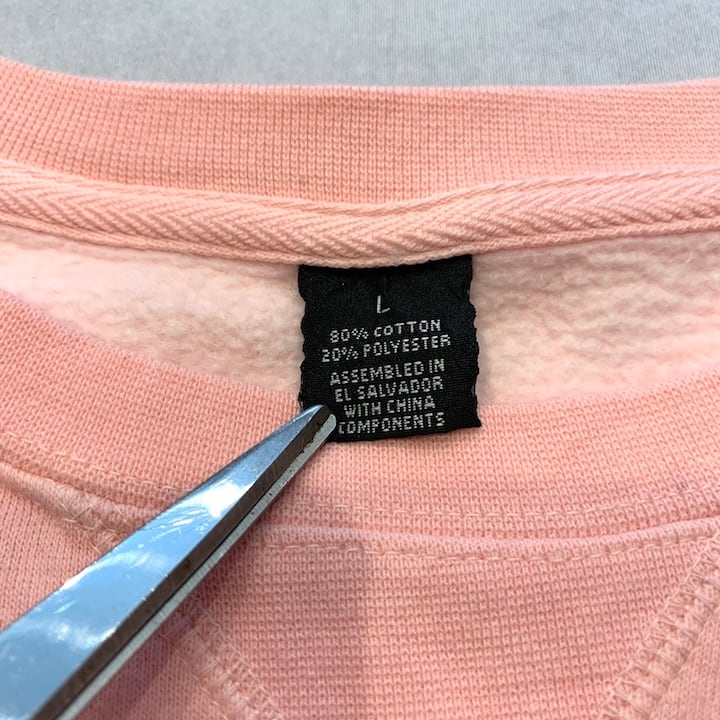 L
80% COTTON
20% POLYESTER
ASSEMBLED IN
EL SALVADOR
WITH CHINA
COMPONENTS